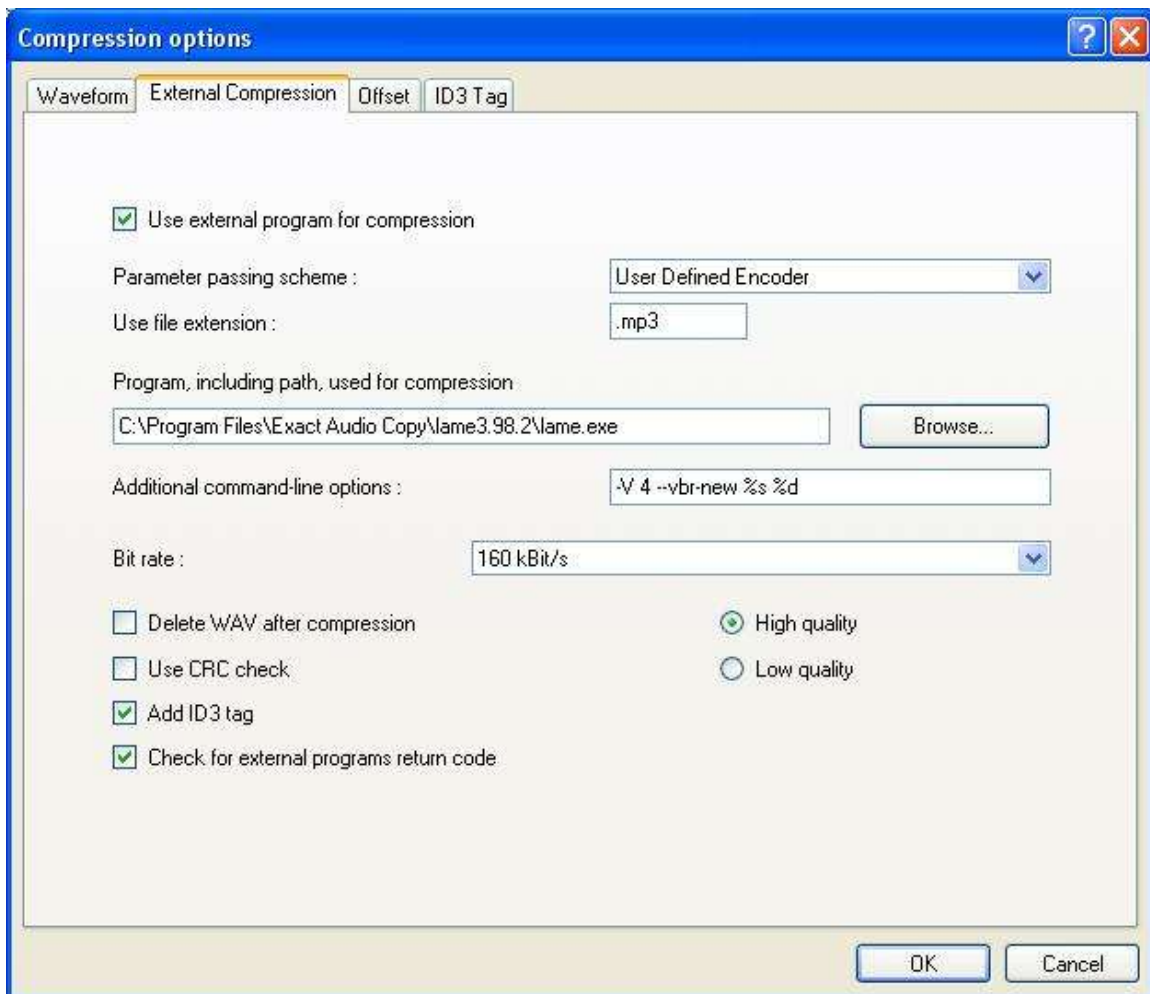 Compression options
Waveform External Compression Offset ID3 Tag
Use external program for compression
Parameter passing scheme : User Defined Encoder
Use file extension : .mp3
Program, including path, used for compression
C:\Program Files\Exact Audio Copy\lame3.98.2\lame.exe Browse...
Additional command-line options : -V 4 --vbr-new %s %d
Bit rate : 160 kBit/s
Delete WAV after compression High quality
Use CRC check Low quality
Add ID3 tag
Check for external programs return code
OK Cancel